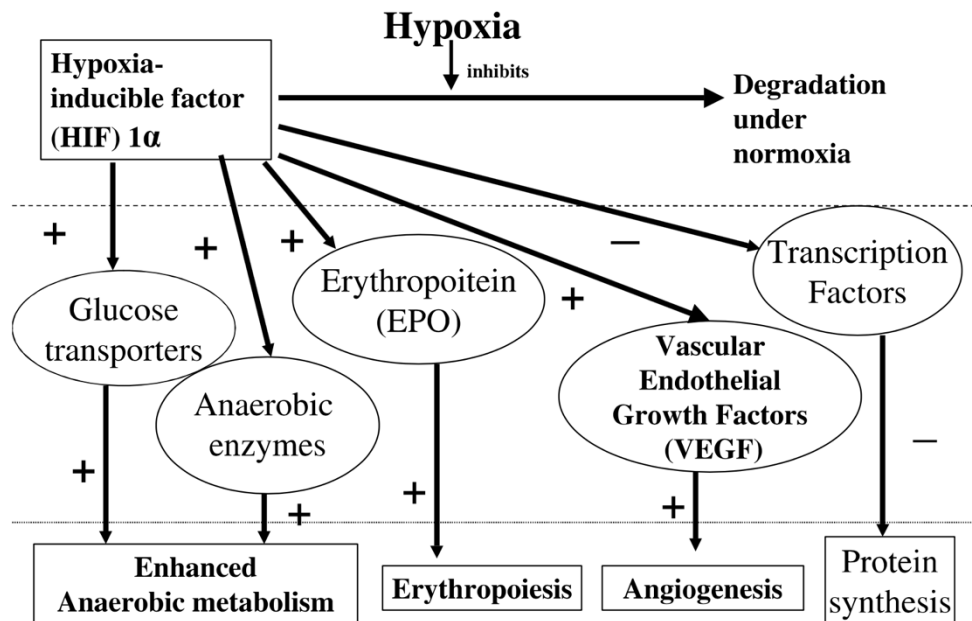 Hypoxia
inhibits
Hypoxia-
inducible factor
(HIF) 1α
Degradation
under
normoxia
+
+
+
+
–
Glucose
transporters
Anaerobic
enzymes
Erythropoitein
(EPO)
Vascular
Endothelial
Growth Factors
(VEGF)
Transcription
Factors
+
+
+
+
–
Enhanced
Anaerobic metabolism
Erythropoiesis
Angiogenesis
Protein
synthesis